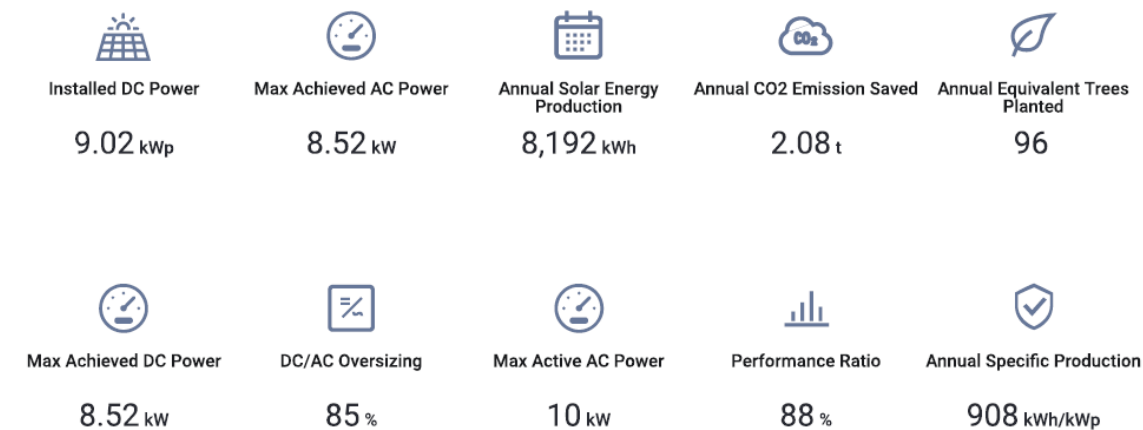 CO2
Installed DC Power
Max Achieved AC Power
Annual Solar Energy
Production
Annual CO2 Emission Saved
Annual Equivalent Trees
Planted
9.02 kWp
8.52 kW
8,192 kWh
2.08 t
96
Max Achieved DC Power
DC/AC Oversizing
Max Active AC Power
Performance Ratio
Annual Specific Production
8.52 kW
85 %
10 kW
88 %
908 kWh/kWp